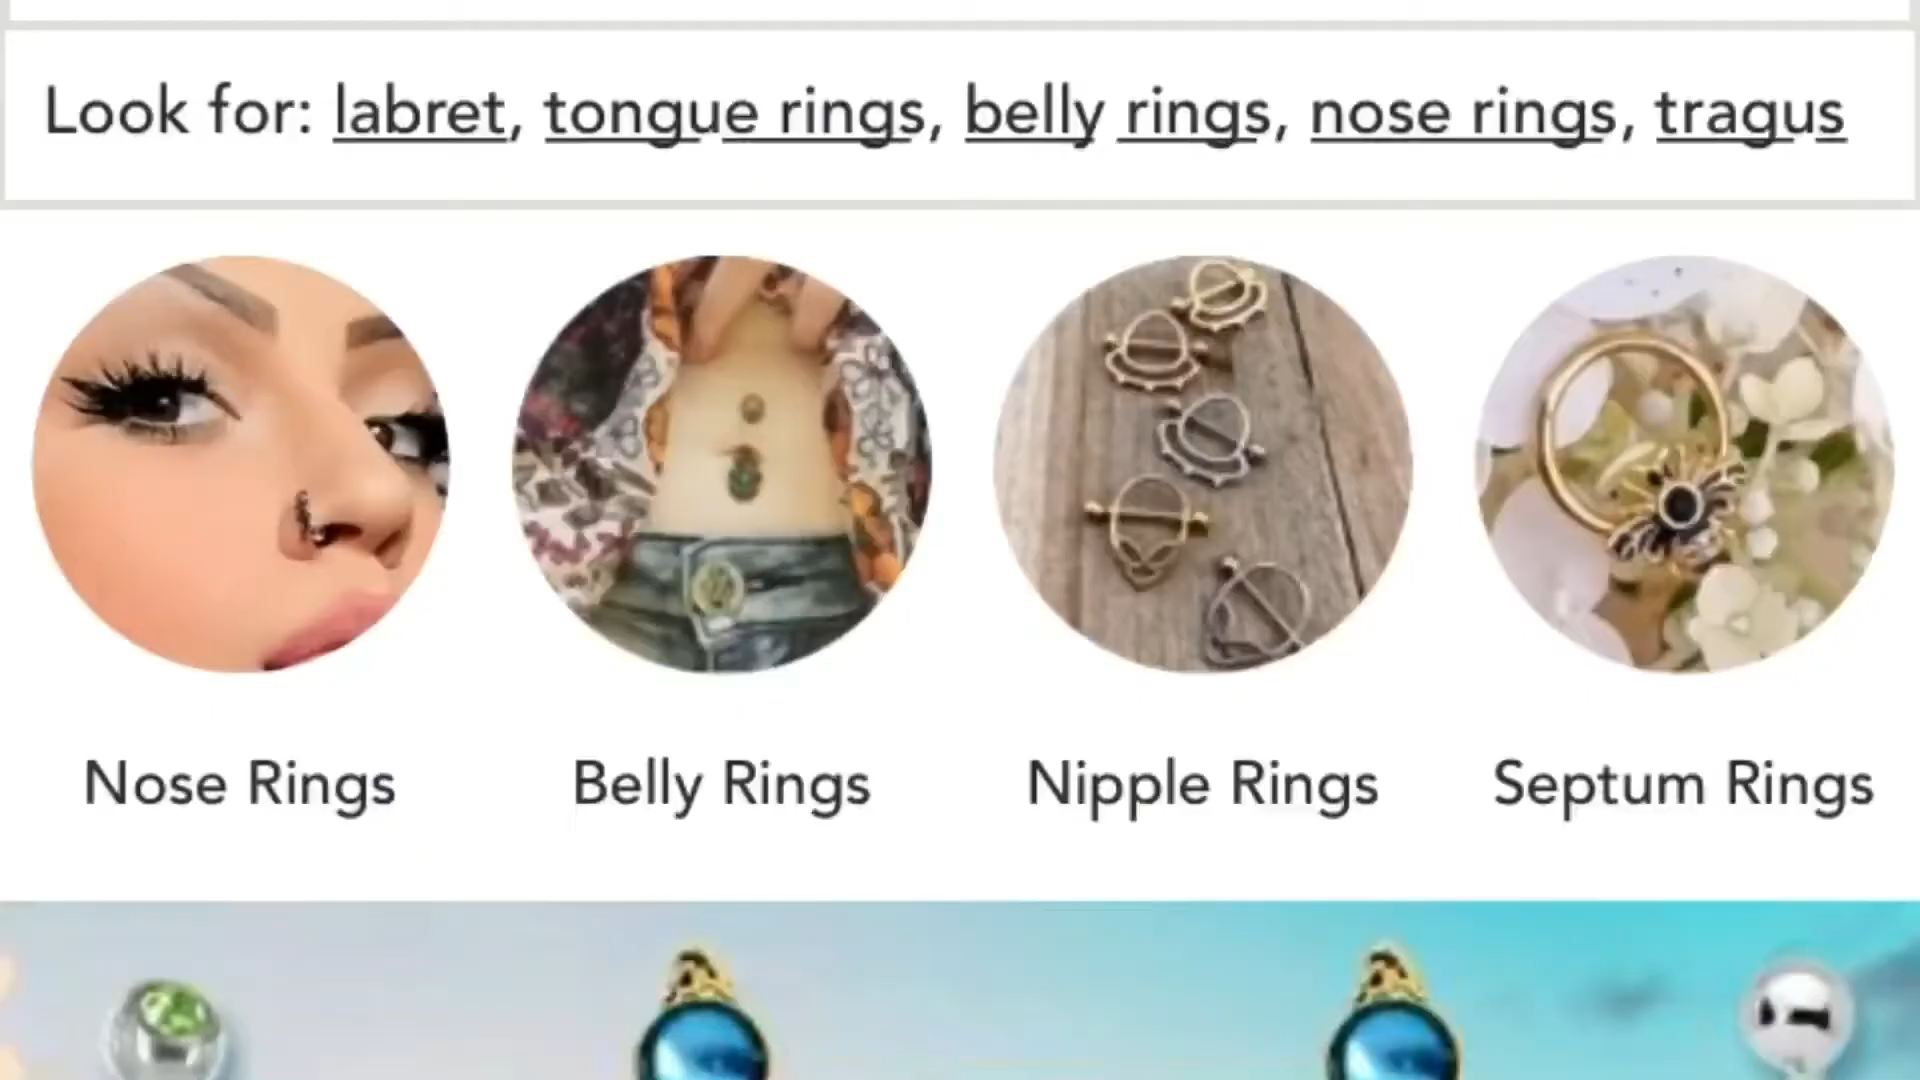 Look for: labret, tongue rings, belly rings, nose rings, tragus
Nose Rings
Belly Rings
Nipple Rings
Septum Rings